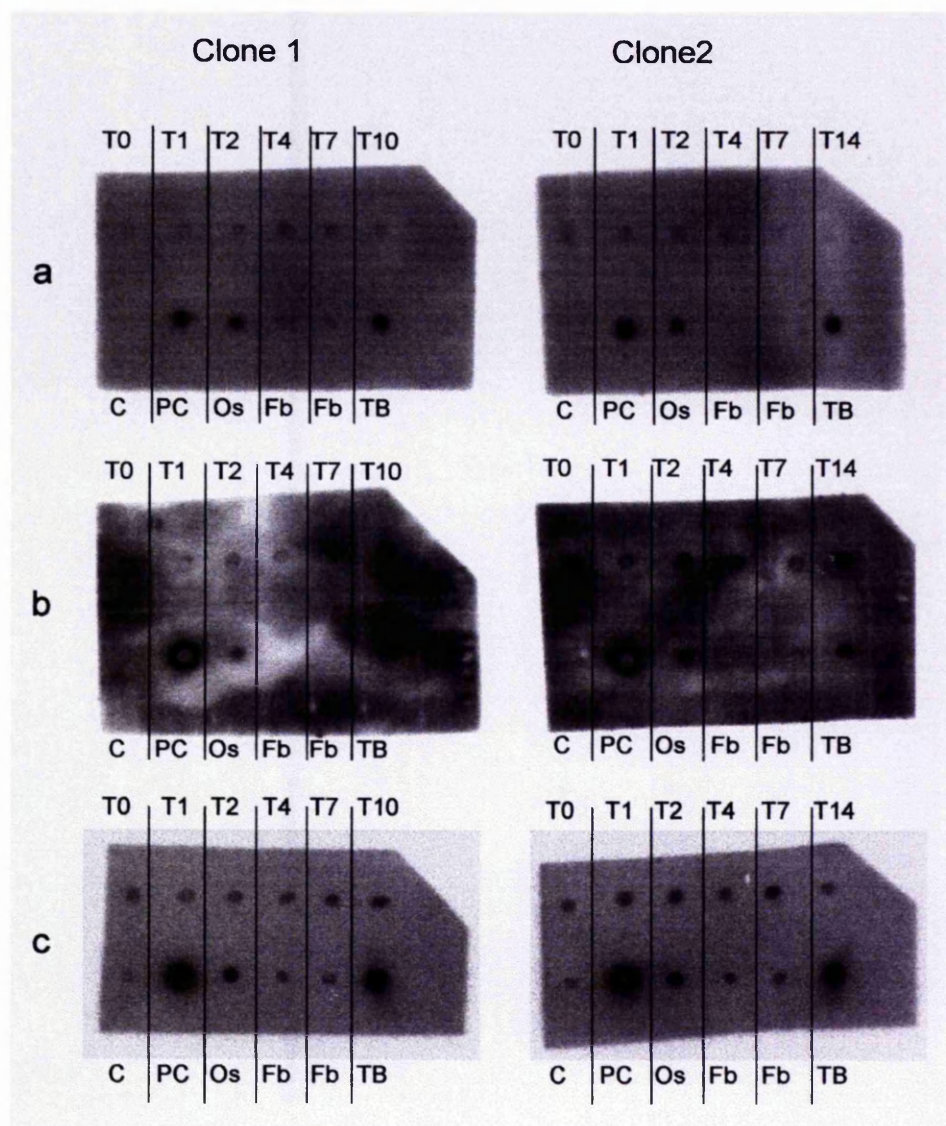 Clone 1 Clone2
T0 T1 T2 T4 T7 T10 T0 T1 T2 T4 T7 T14
a
C PC Os Fb Fb TB C PC Os Fb Fb TB
T0 T1 T2 T4 T7 T10 T0 T1 T2 T4 T7 T14
b
C PC Os Fb Fb TB C PC Os Fb Fb TB
T0 T1 T2 T4 T7 T10 T0 T1 T2 T4 T7 T14
c
C PC Os Fb Fb TB C PC Os Fb Fb TB